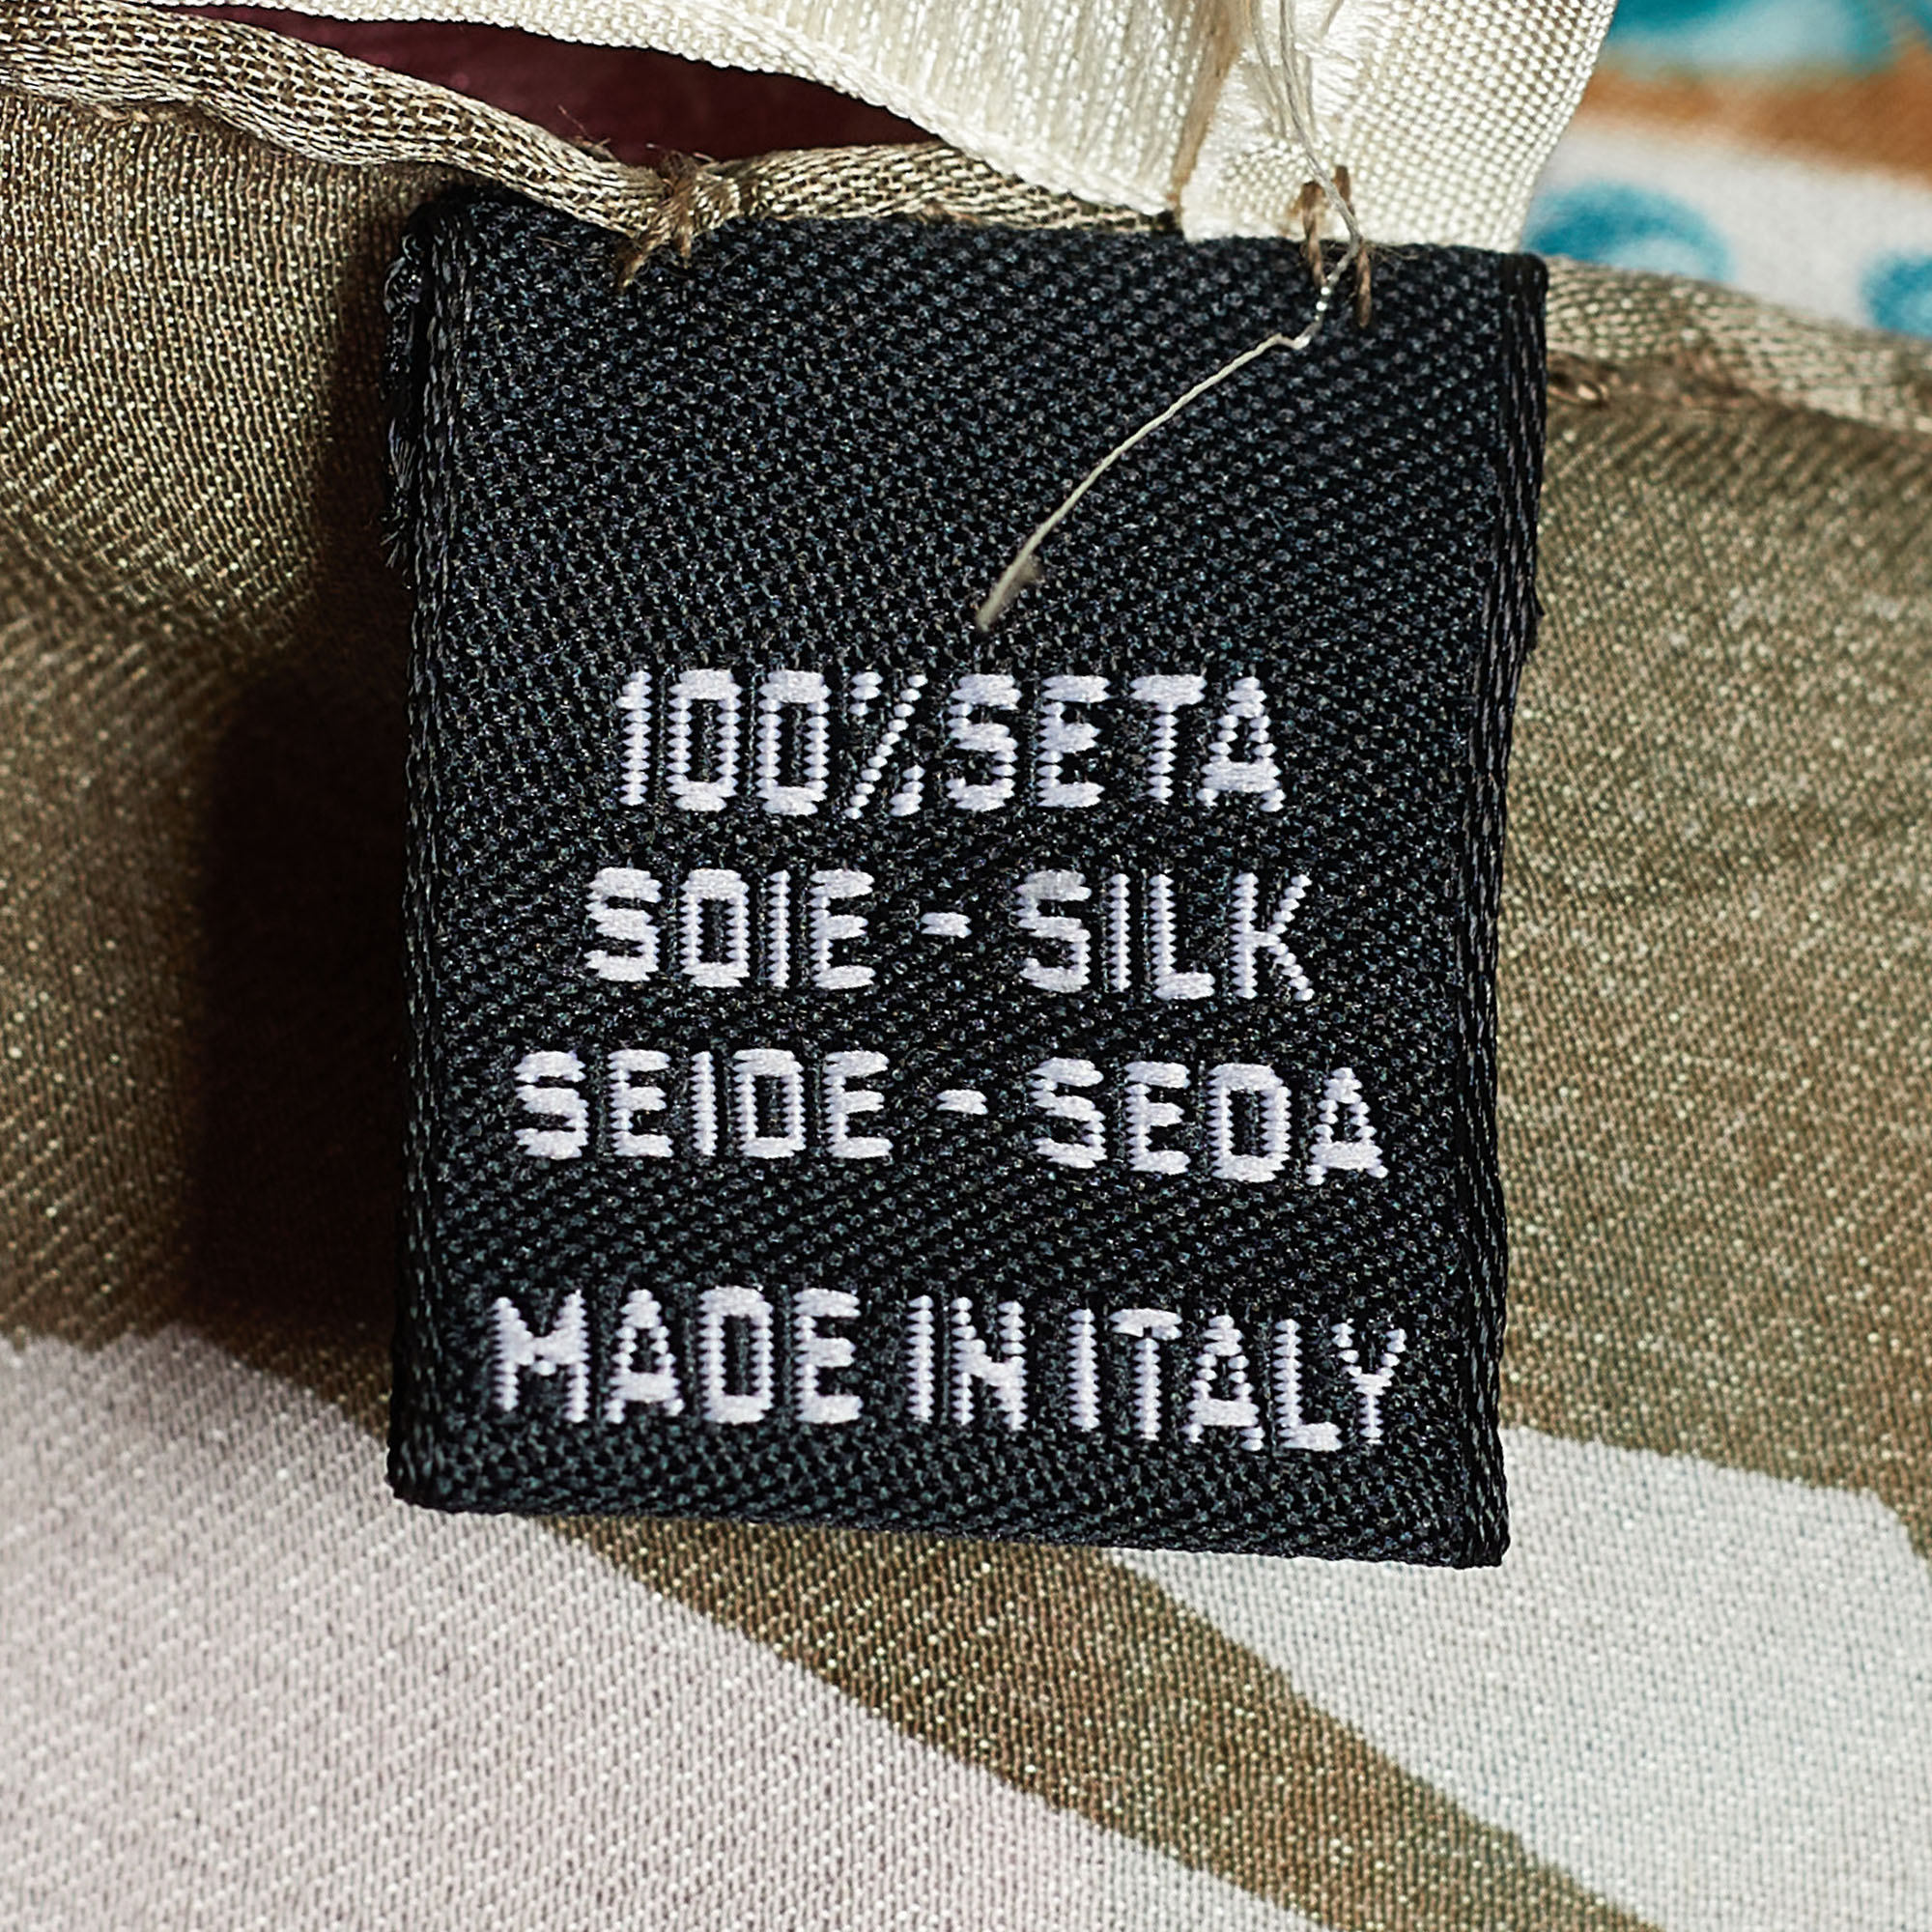 100%SETA
SOIE - SILK
SEIDE - SEDA
MADE IN ITALY